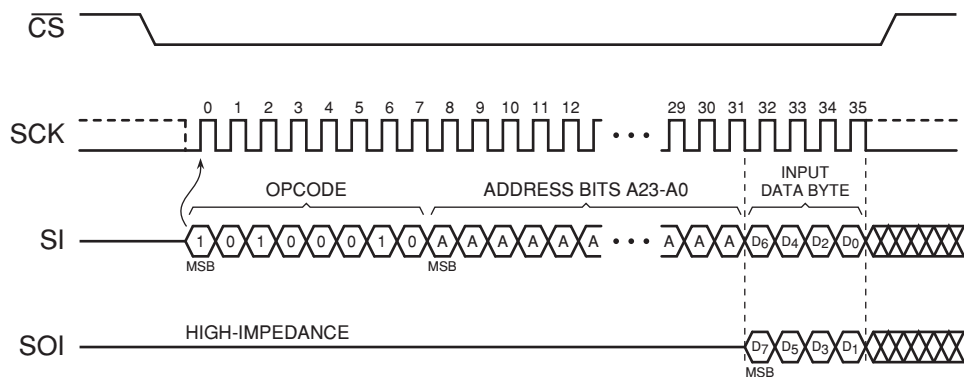 CS
0 1 2 3 4 5 6 7 8 9 10 11 12 29 30 31 32 33 34 35
SCK
OPCODE ADDRESS BITS A23-A0 INPUT
DATA BYTE
SI 1 0 1 0 0 0 1 0 A A A A A A A A A D6 D4 D2 D0
MSB MSB
HIGH-IMPEDANCE
SOI D7 D5 D3 D1
MSB